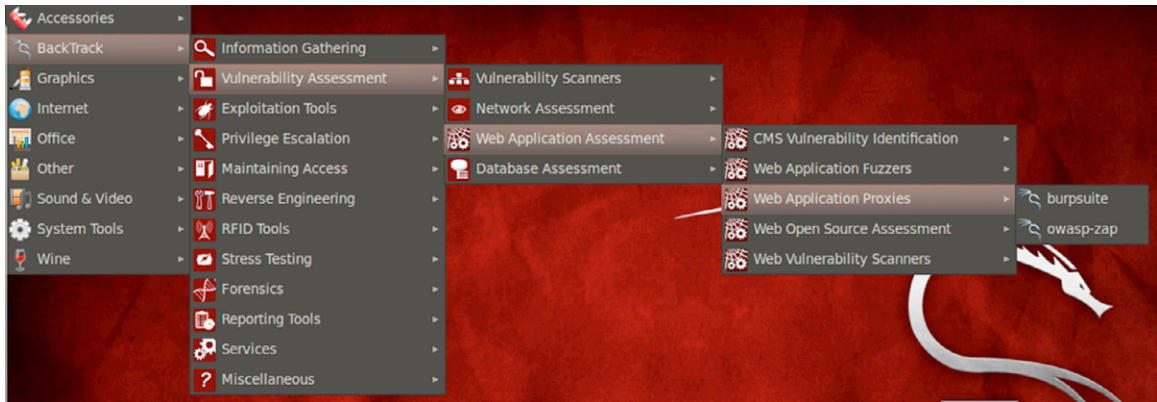 Accessories
BackTrack
Graphics
Internet
Office
Other
Sound & Video
System Tools
Wine
Information Gathering
Vulnerability Assessment
Exploitation Tools
Privilege Escalation
Maintaining Access
Reverse Engineering
RFID Tools
Stress Testing
Forensics
Reporting Tools
Services
Miscellaneous
Vulnerability Scanners
Network Assessment
Web Application Assessment
Database Assessment
CMS Vulnerability Identification
Web Application Fuzzers
Web Application Proxies
Web Open Source Assessment
Web Vulnerability Scanners
burpsuite
owasp-zap